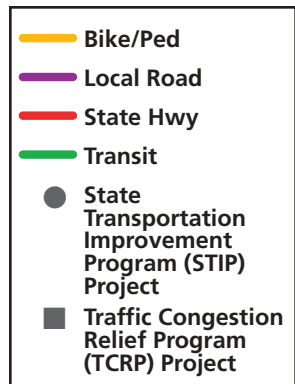 Bike/Ped
Local Road
State Hwy
Transit
State
Transportation
Improvement
Program (STIP)
Project
Traffic Congestion
Relief Program
(TCRP) Project